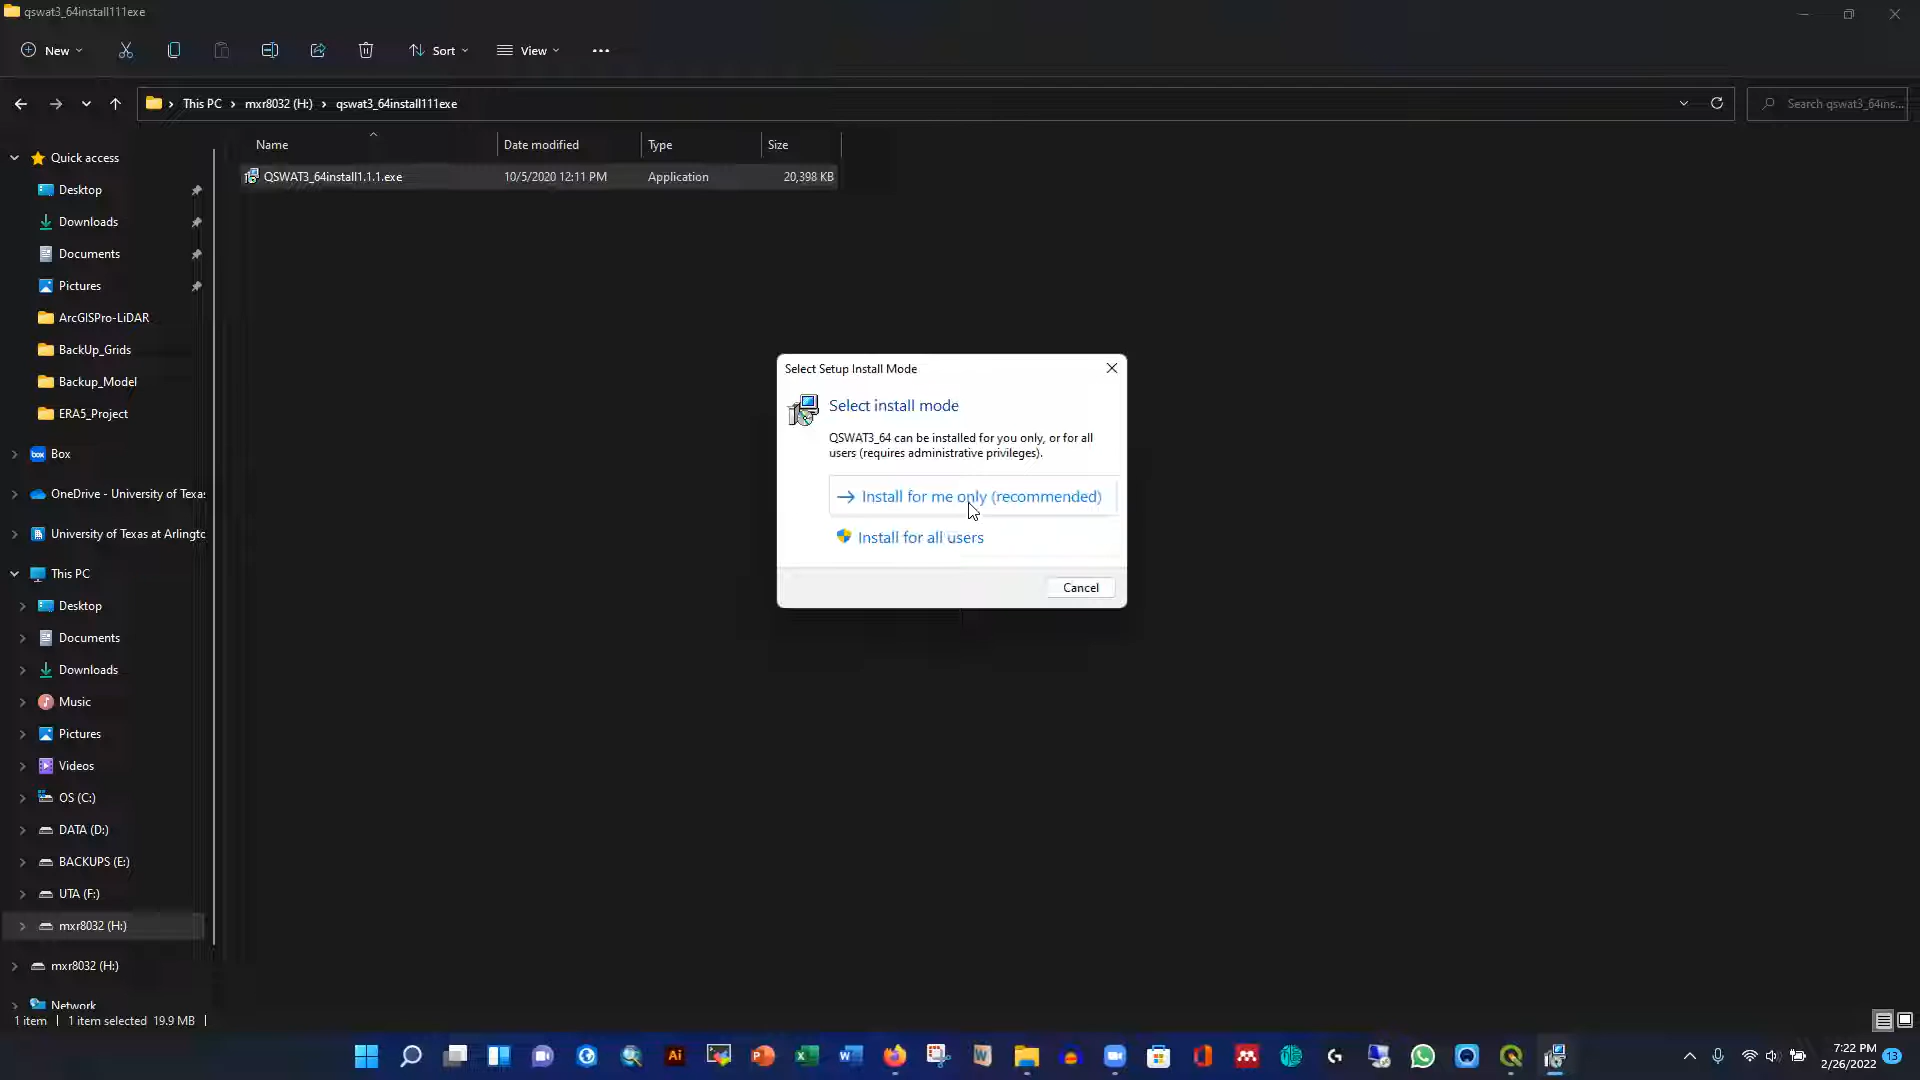 qswat3_64install111exe
New
Sort
View
This PC
mxr8032 (H:)
qswat3_64install111exe
Search qswat3_64ins...
Name
Date modified
Type
Size
QSWAT3_64install1.1.1.exe
10/5/2020 12:11 PM
Application
20,398 KB
Quick access
Desktop
Downloads
Documents
Pictures
ArcGISPro-LiDAR
BackUp_Grids
Backup_Model
ERA5_Project
box
Box
OneDrive - University of Texas
University of Texas at Arlingto
This PC
Desktop
Documents
Downloads
Music
Pictures
Videos
OS (C:)
DATA (D:)
BACKUPS (E:)
UTA (F:)
mxr8032 (H:)
mxr8032 (H:)
Network
1 item
1 item selected 19.9 MB
Select Setup Install Mode
Select install mode
QSWAT3_64 can be installed for you only, or for all
users (requires administrative privileges).
Install for me only (recommended)
Install for all users
Cancel
Ai
7:22 PM
2/26/2022
13